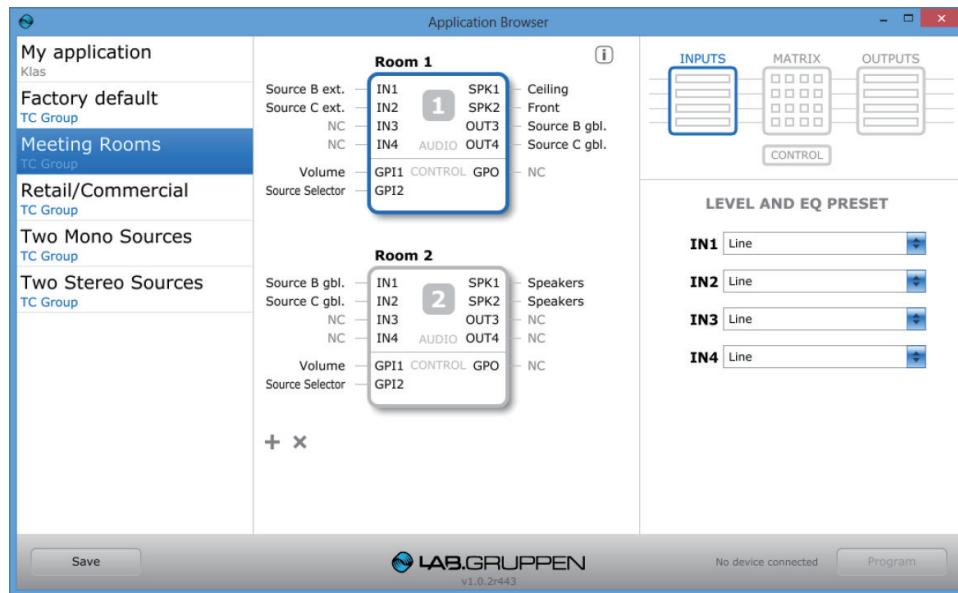 Application Browser
My application
Klas
Factory default
TC Group
Meeting Rooms
TC Group
Retail/Commercial
TC Group
Two Mono Sources
TC Group
Two Stereo Sources
TC Group
Room 1
i
Source B ext. IN1 SPK1 Ceiling
Source C ext. IN2 1 SPK2 Front
NC IN3 OUT3 Source B gbl.
NC IN4 AUDIO OUT4 Source C gbl.
Volume GPI1 CONTROL GPO NC
Source Selector GPI2
Room 2
Source B gbl. IN1 SPK1 Speakers
Source C gbl. IN2 2 SPK2 Speakers
NC IN3 OUT3 NC
NC IN4 AUDIO OUT4 NC
Volume GPI1 CONTROL GPO NC
Source Selector GPI2
INPUTS MATRIX OUTPUTS
CONTROL
LEVEL AND EQ PRESET
IN1 Line
IN2 Line
IN3 Line
IN4 Line
Save
LAB.GRUPPEN
v1.0.2r443
No device connected
Program